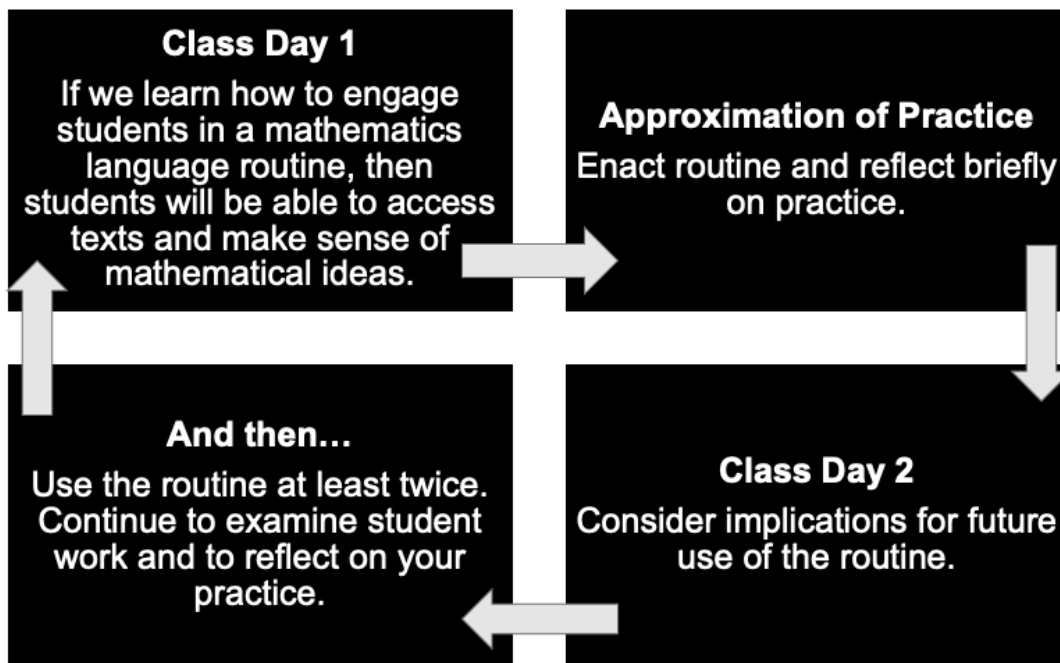 Class Day 1
If we learn how to engage
students in a mathematics
language routine, then
students will be able to access
texts and make sense of
mathematical ideas.
Approximation of Practice
Enact routine and reflect briefly
on practice.
And then…
Use the routine at least twice.
Continue to examine student
work and to reflect on your
practice.
Class Day 2
Consider implications for future
use of the routine.